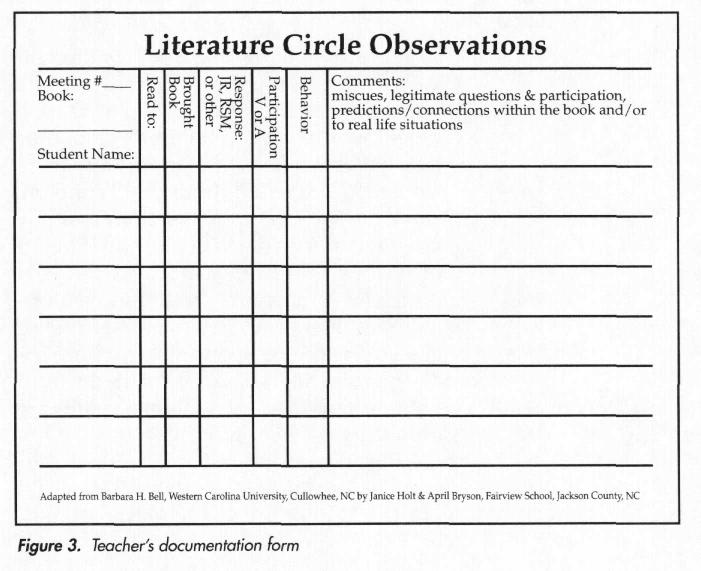 Literature Circle Observations
Meeting #____
Book:
____________
Student Name:
Read to:
Brought
Book
Response:
JR, RSM,
or other
Participation
V or A
Behavior
Comments:
miscues, legitimate questions & participation,
predictions/connections within the book and/or
to real life situations
Adapted from Barbara H. Bell, Western Carolina University, Cullowhee, NC by Janice Holt & April Bryson, Fairview School, Jackson County, NC
Figure 3. Teacher's documentation form